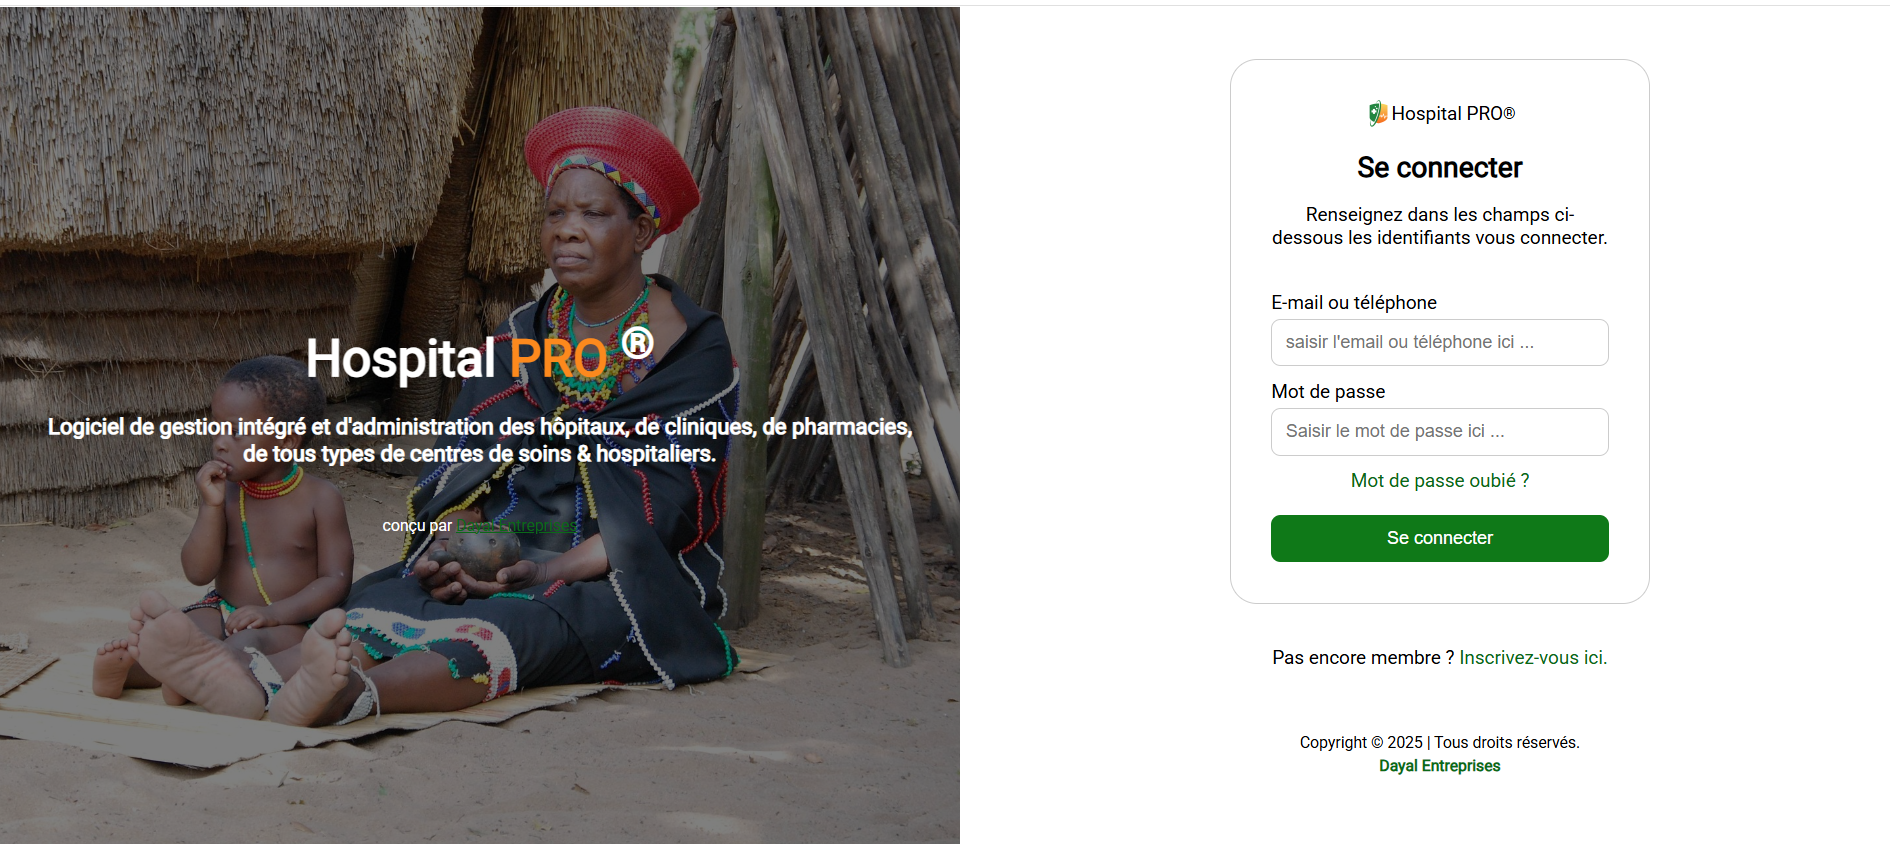 Hospital PRO ®
Logiciel de gestion intégré et d'administration des hôpitaux, de cliniques, de pharmacies,
de tous types de centres de soins & hospitaliers.
conçu par Dayal Entreprises
Hospital PRO®
Se connecter
Renseignez dans les champs ci-
dessous les identifiants vous connecter.
E-mail ou téléphone
saisir l'email ou téléphone ici ...
Mot de passe
Saisir le mot de passe ici ...
Mot de passe oubié ?
Se connecter
Pas encore membre ? Inscrivez-vous ici.
Copyright © 2025 | Tous droits réservés.
Dayal Entreprises